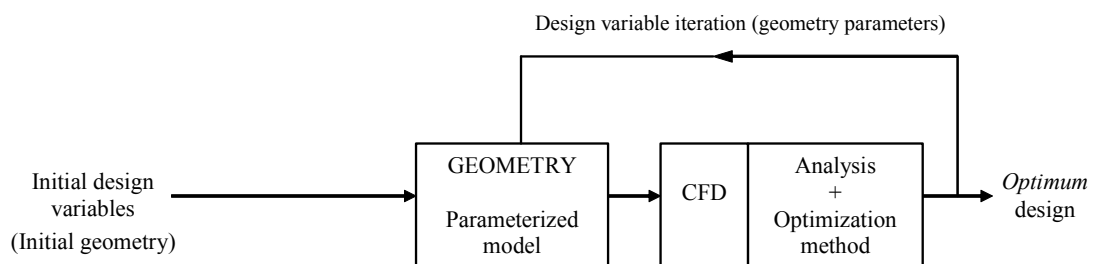 Design variable iteration (geometry parameters)
Initial design
variables
(Initial geometry)
GEOMETRY
Parameterized
model
CFD
Analysis
+
Optimization
method
Optimum
design